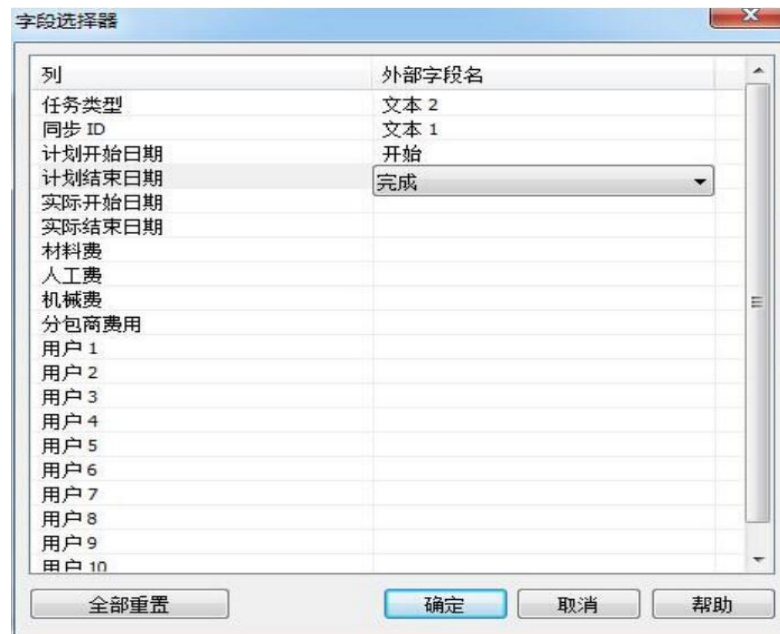 字段选择器
列 外部字段名
任务类型 文本 2
同步 ID 文本 1
计划开始日期 开始
计划结束日期 完成
实际开始日期
实际结束日期
材料费
人工费
机械费
分包商费用
用户 1
用户 2
用户 3
用户 4
用户 5
用户 6
用户 7
用户 8
用户 9
用户 10
全部重置 确定 取消 帮助